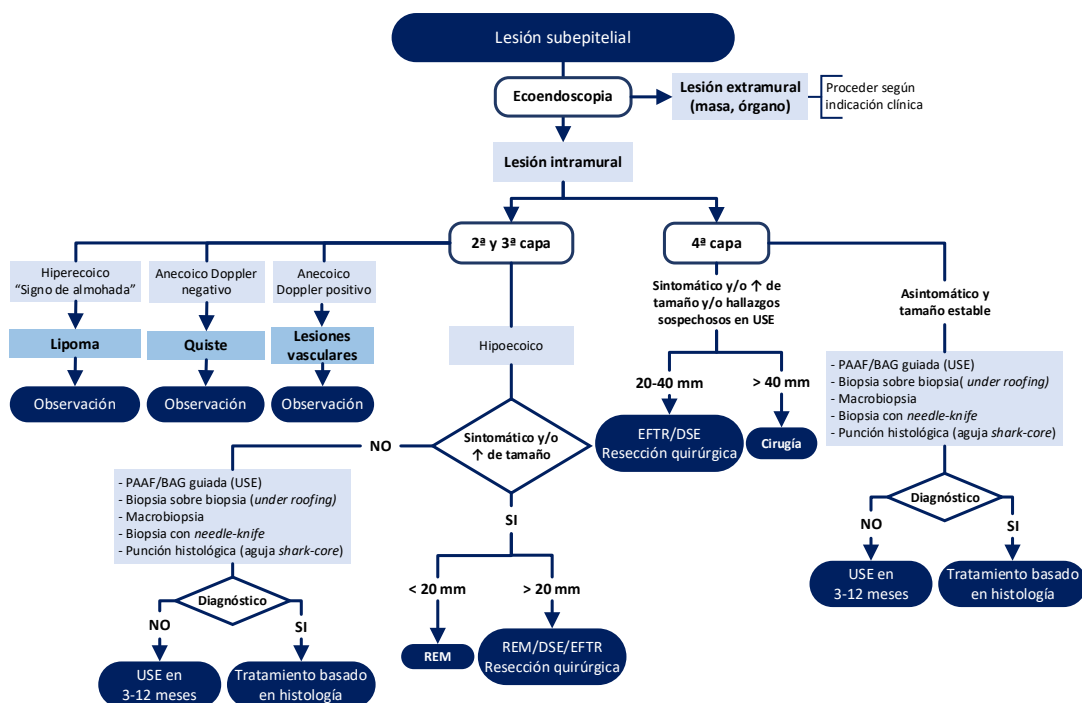 Lesión subepitelial
Ecoendoscopia
Lesión extramural
(masa, órgano)
Proceder según
indicación clínica
Lesión intramural
2ª y 3ª capa
4ª capa
Hiperecoico
“Signo de almohada”
Anecoico Doppler
negativo
Anecoico
Doppler positivo
Lipoma
Quiste
Lesiones
vasculares
Observación
Observación
Observación
Hipoecoico
Sintomático y/o ↑ de
tamaño y/o hallazgos
sospechosos en USE
Asintomático y
tamaño estable
20-40 mm
> 40 mm
EFTR/DSE
Resección quirúrgica
Cirugía
- PAAF/BAG guiada (USE)
- Biopsia sobre biopsia( under roofing)
- Macrobiopsia
- Biopsia con needle-knife
- Punción histológica (aguja shark-core)
Diagnóstico
NO
SI
USE en
3-12 meses
Tratamiento basado
en histología
Sintomático y/o
↑ de tamaño
NO
SI
- PAAF/BAG guiada (USE)
- Biopsia sobre biopsia (under roofing)
- Macrobiopsia
- Biopsia con needle-knife
- Punción histológica (aguja shark-core)
Diagnóstico
NO
SI
USE en
3-12 meses
Tratamiento basado
en histología
< 20 mm
> 20 mm
REM
REM/DSE/EFTR
Resección quirúrgica